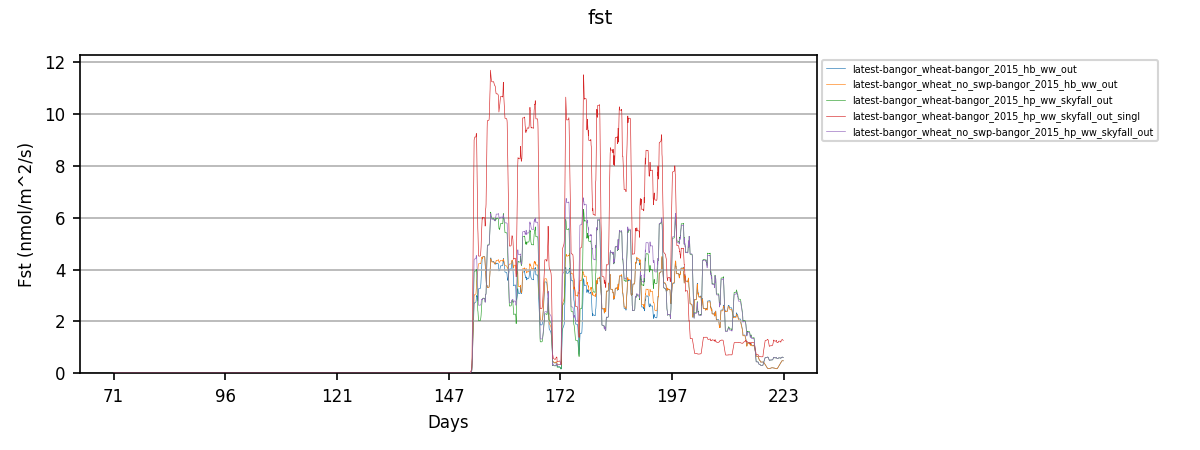 fst
12
10
8
6
4
2
0
Fst (nmol/m^2/s)
71 96 121 147 172 197 223
Days
latest-bangor_wheat-bangor_2015_hb_ww_out
latest-bangor_wheat_no_swp-bangor_2015_hb_ww_out
latest-bangor_wheat-bangor_2015_hp_ww_skyfall_out
latest-bangor_wheat-bangor_2015_hp_ww_skyfall_out_singl
latest-bangor_wheat_no_swp-bangor_2015_hp_ww_skyfall_out